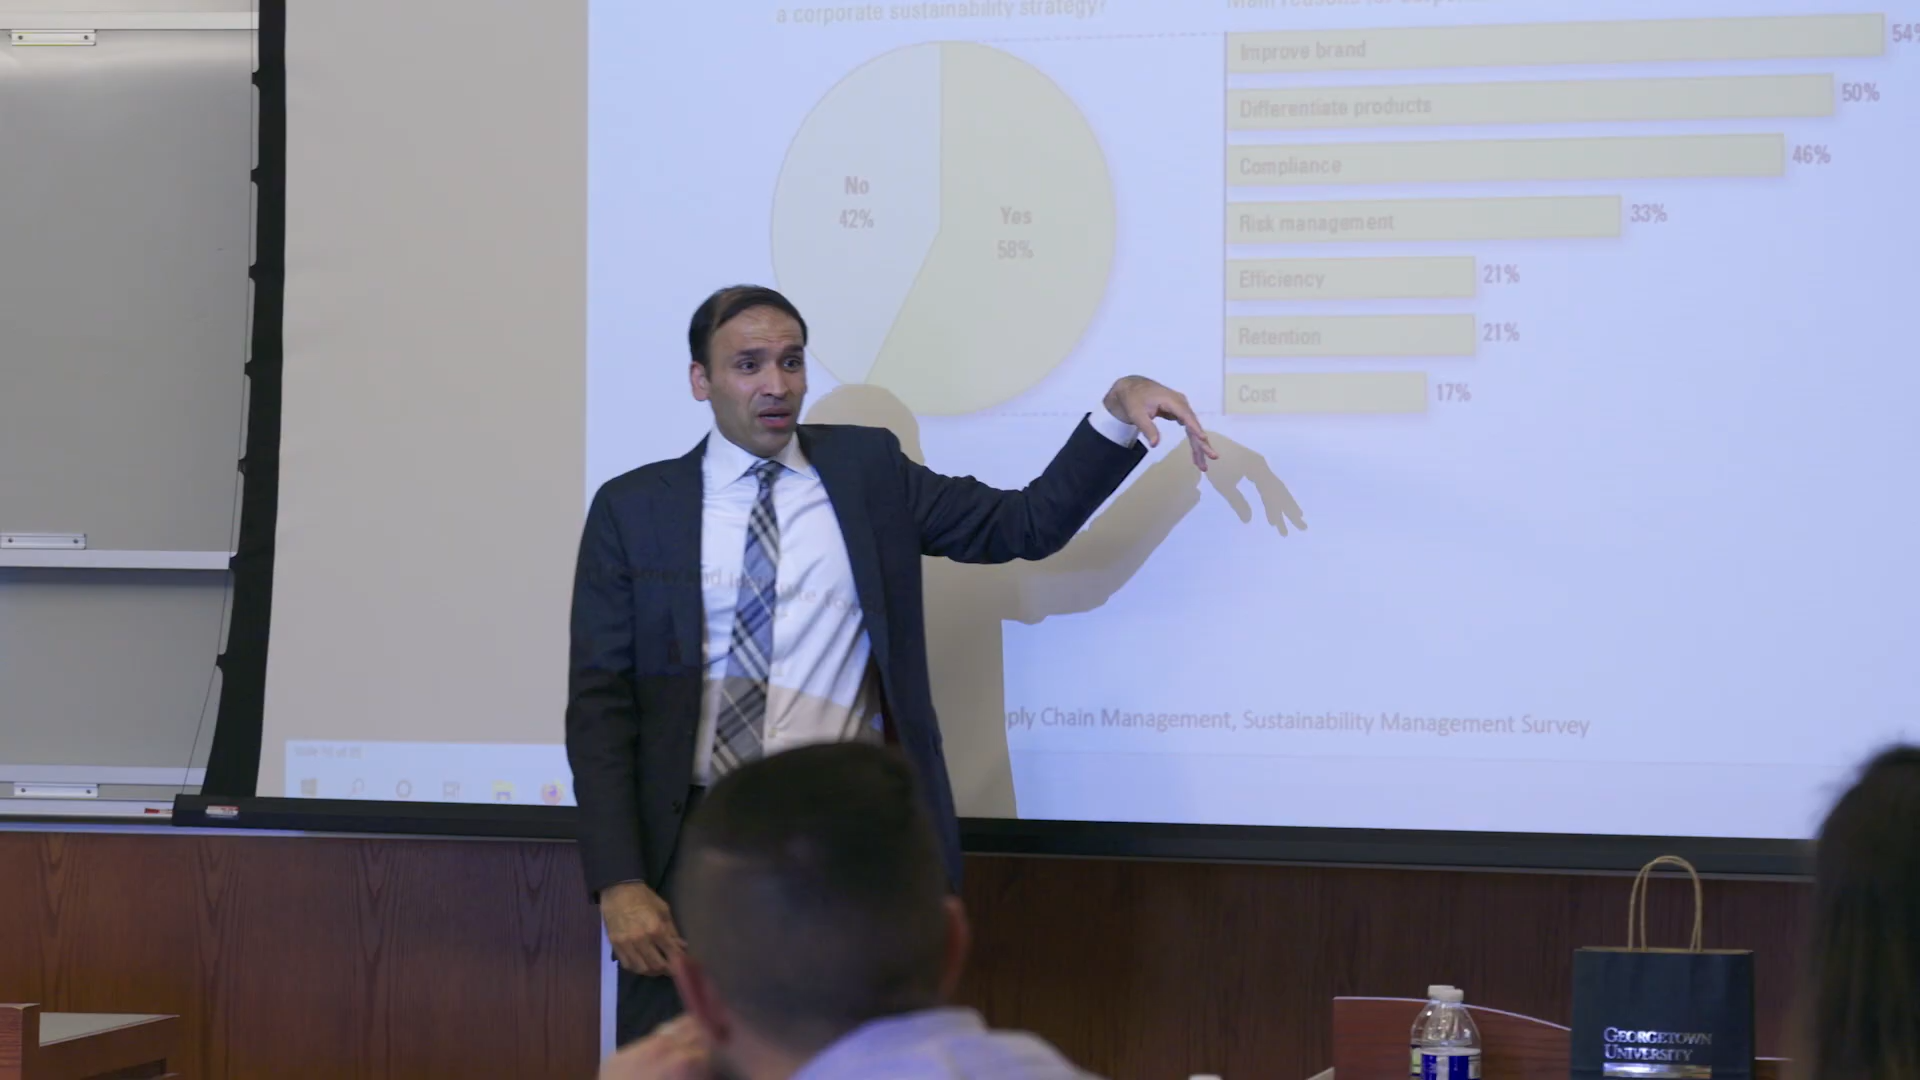 a corporate sustainability strategy?
Improve brand
54%
Differentiate products
50%
Compliance
46%
Risk management
33%
Efficiency
21%
Retention
21%
Cost
17%
No
42%
Yes
58%
ply Chain Management, Sustainability Management Survey
GEORGETOWN
UNIVERSITY